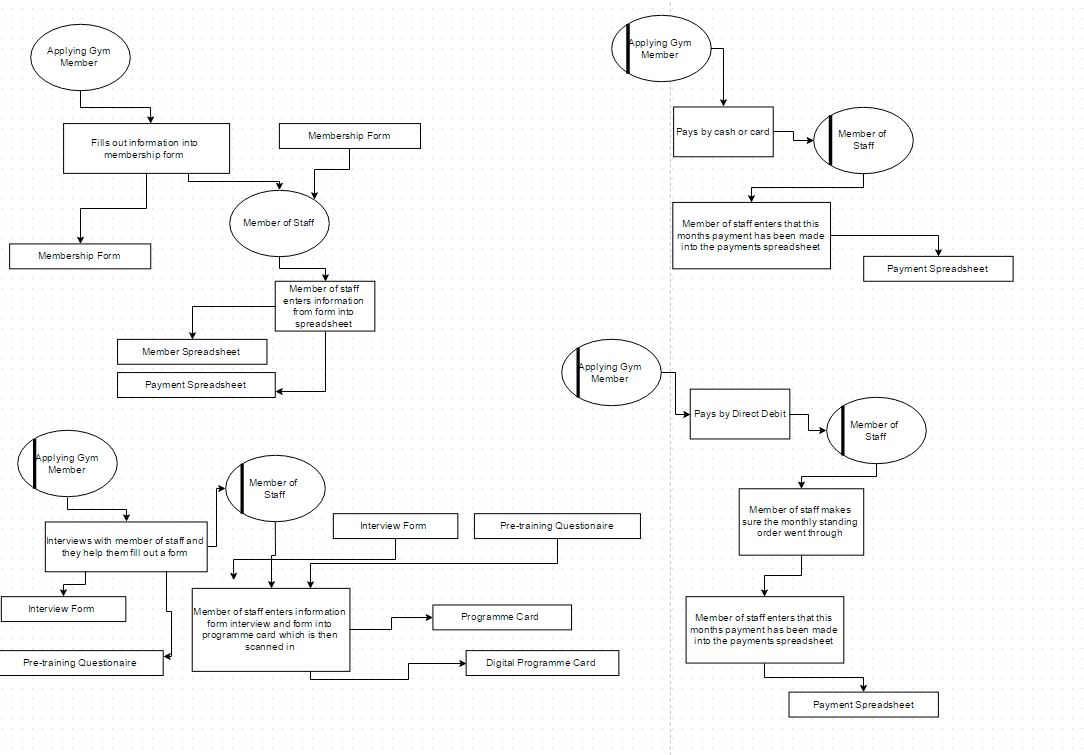 Applying Gym
Member
Fills out information into
membership form
Membership Form
Member of Staff
Membership Form
Member of staff
enters information
from form into
spreadsheet
Member Spreadsheet
Payment Spreadsheet
Applying Gym
Member
Pays by cash or card
Member of
Staff
Member of staff enters that this
months payment has been made
into the payments spreadsheet
Payment Spreadsheet
Applying Gym
Member
Member of
Staff
Interview Form
Pre-training Questionaire
Interviews with member of staff and
they help them fill out a form
Interview Form
Member of staff enters information
form interview and form into
programme card which is then
scanned in
Programme Card
Pre-training Questionaire
Digital Programme Card
Applying Gym
Member
Pays by Direct Debit
Member of
Staff
Member of staff makes
sure the monthly standing
order went through
Member of staff enters that this
months payment has been made
into the payments spreadsheet
Payment Spreadsheet